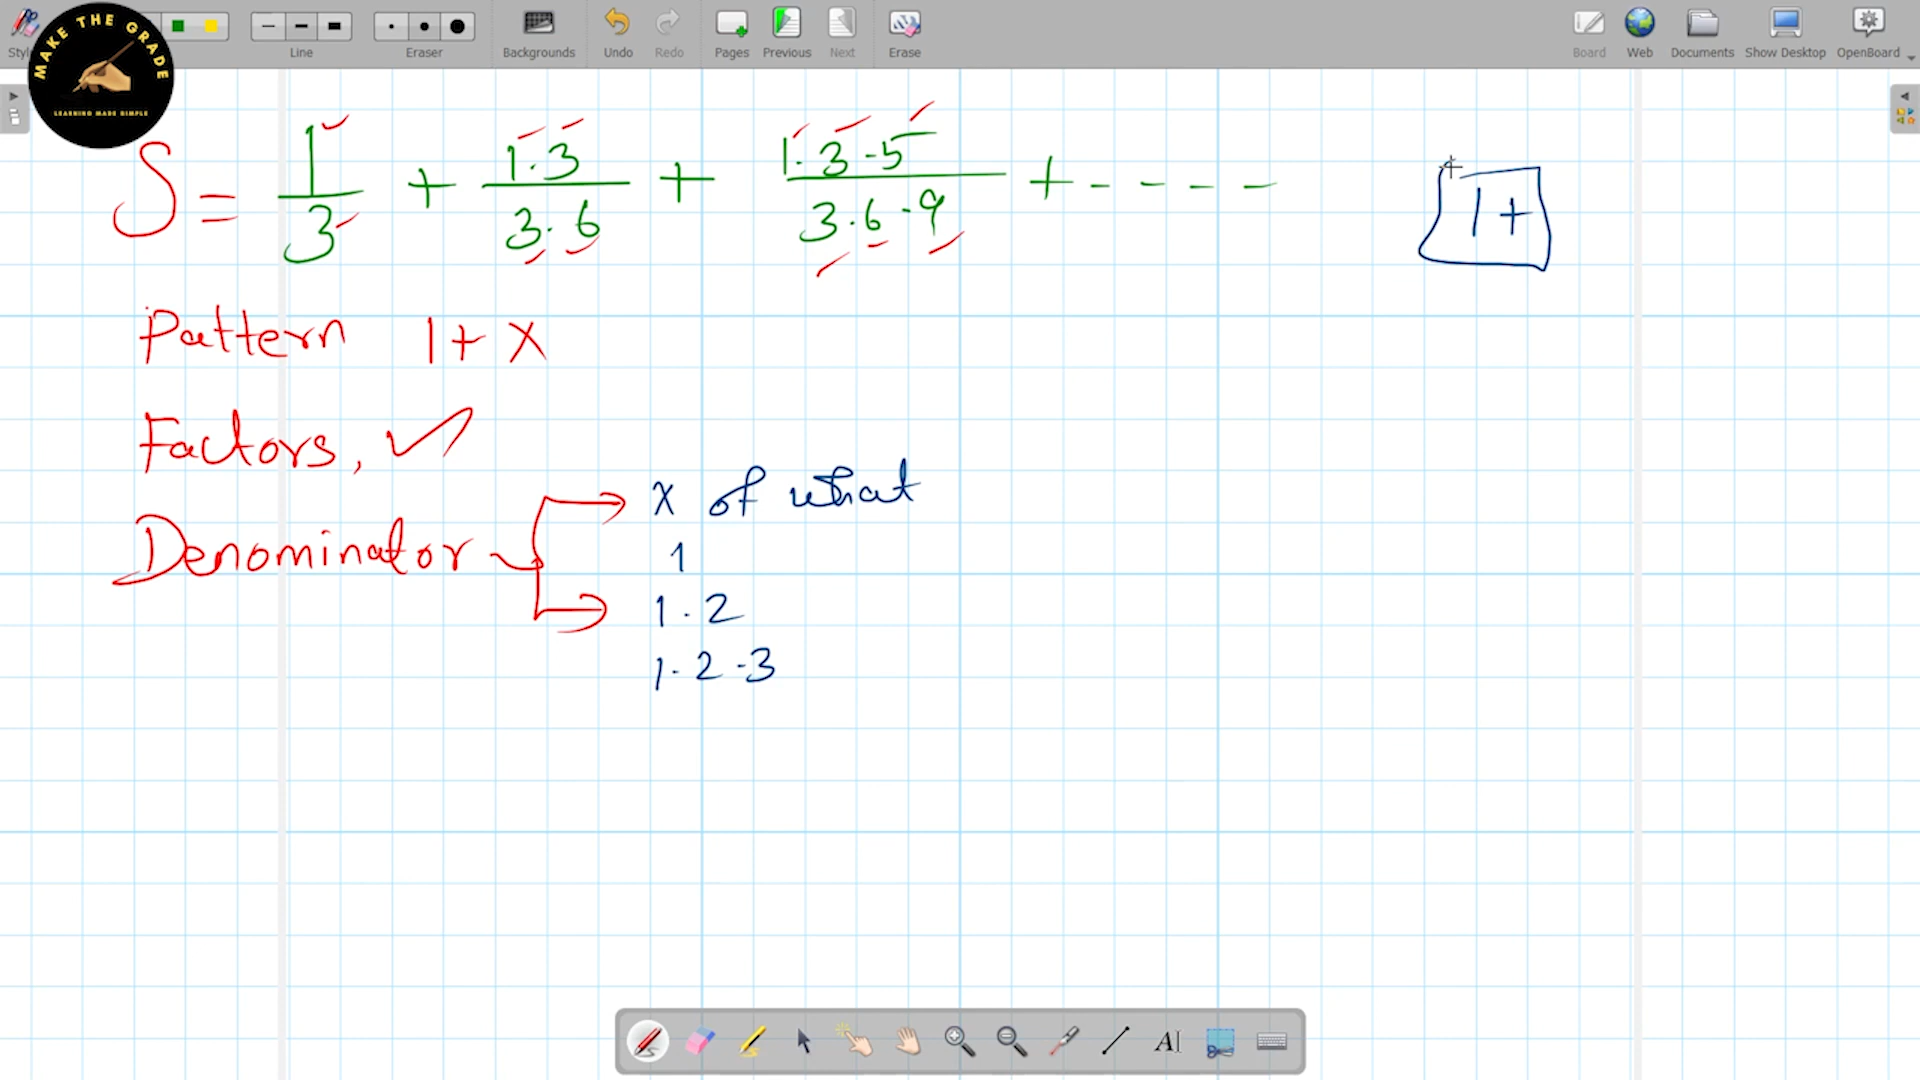 Line
Eraser
Backgrounds
Undo
Redo
Pages
Previous
Next
Erase
Board
Web
Documents
Show Desktop
OpenBoard
MAKE THE GRADE
LEARNING MADE SIMPLE
S = 1/3 + 1·3/3·6 + 1·3·5/3·6·9 + - - - -
1+
Pattern 1 + x
Factors, ✓
Denominator
x of what
1
1·2
1·2·3
AI